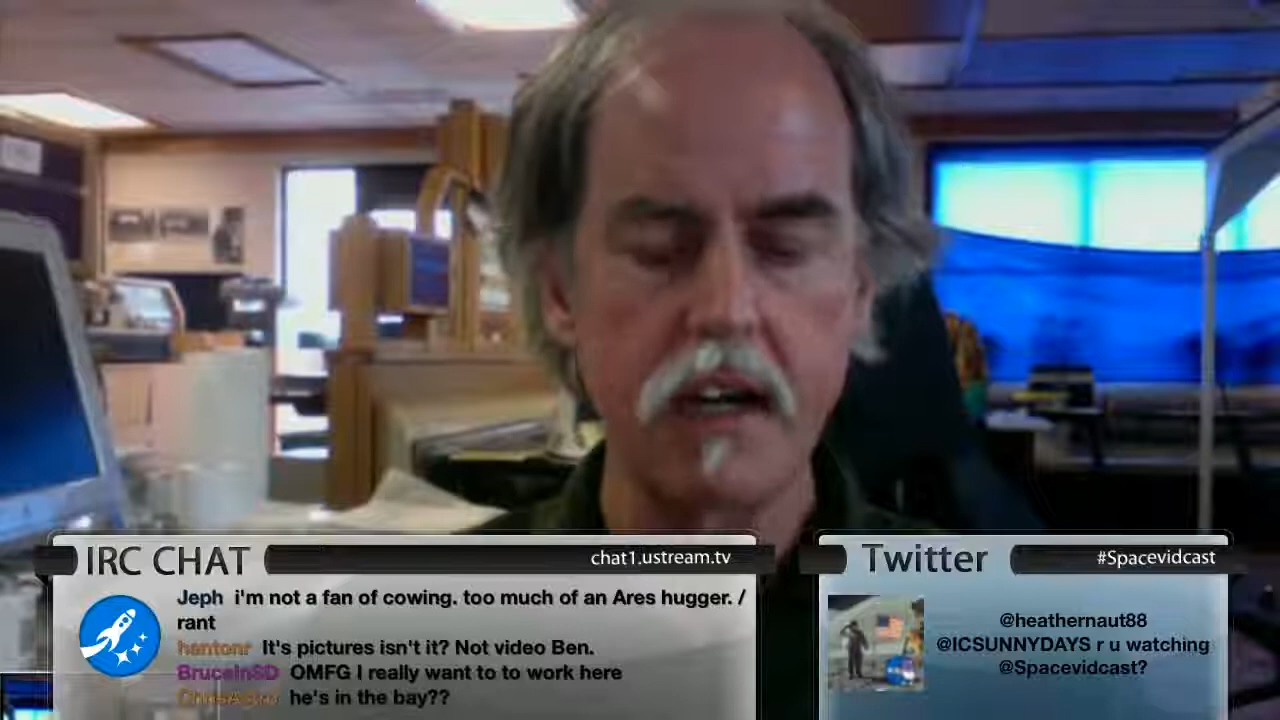 IRC CHAT
chat1.ustream.tv
Jeph i'm not a fan of cowing. too much of an Ares hugger. /
rant
hantonr It's pictures isn't it? Not video Ben.
BruceInSD OMFG I really want to to work here
he's in the bay??
Twitter
#Spacevidcast
@heathernaut88
@ICSUNNYDAYS r u watching
@Spacevidcast?